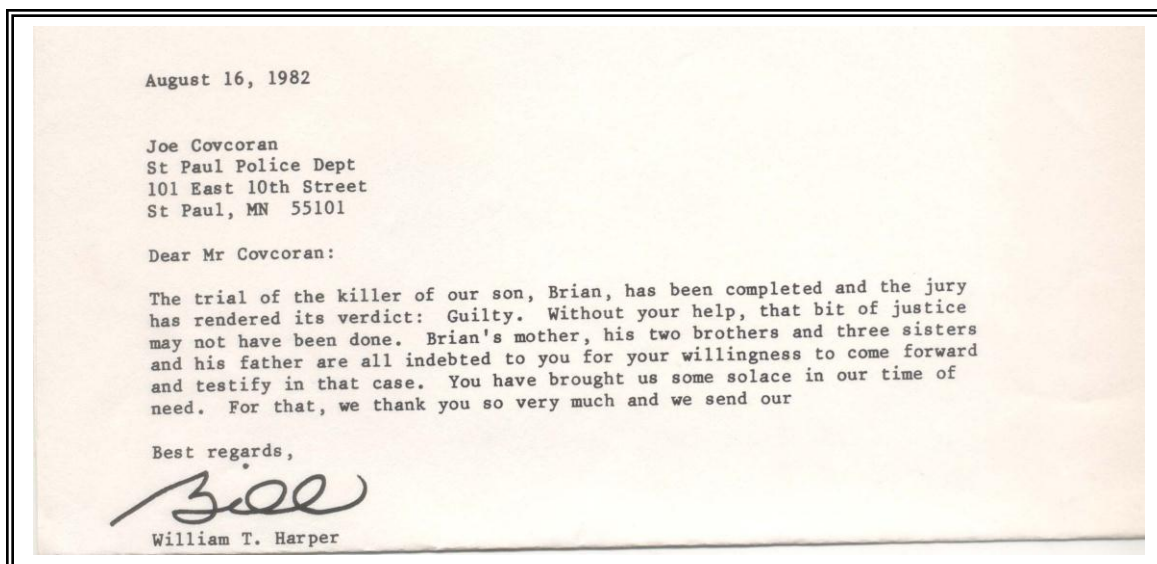 August 16, 1982
Joe Covcoran
St Paul Police Dept
101 East 10th Street
St Paul, MN 55101
Dear Mr Covcoran:
The trial of the killer of our son, Brian, has been completed and the jury
has rendered its verdict: Guilty. Without your help, that bit of justice
may not have been done. Brian's mother, his two brothers and three sisters
and his father are all indebted to you for your willingness to come forward
and testify in that case. You have brought us some solace in our time of
need. For that, we thank you so very much and we send our
Best regards,
Bill
William T. Harper